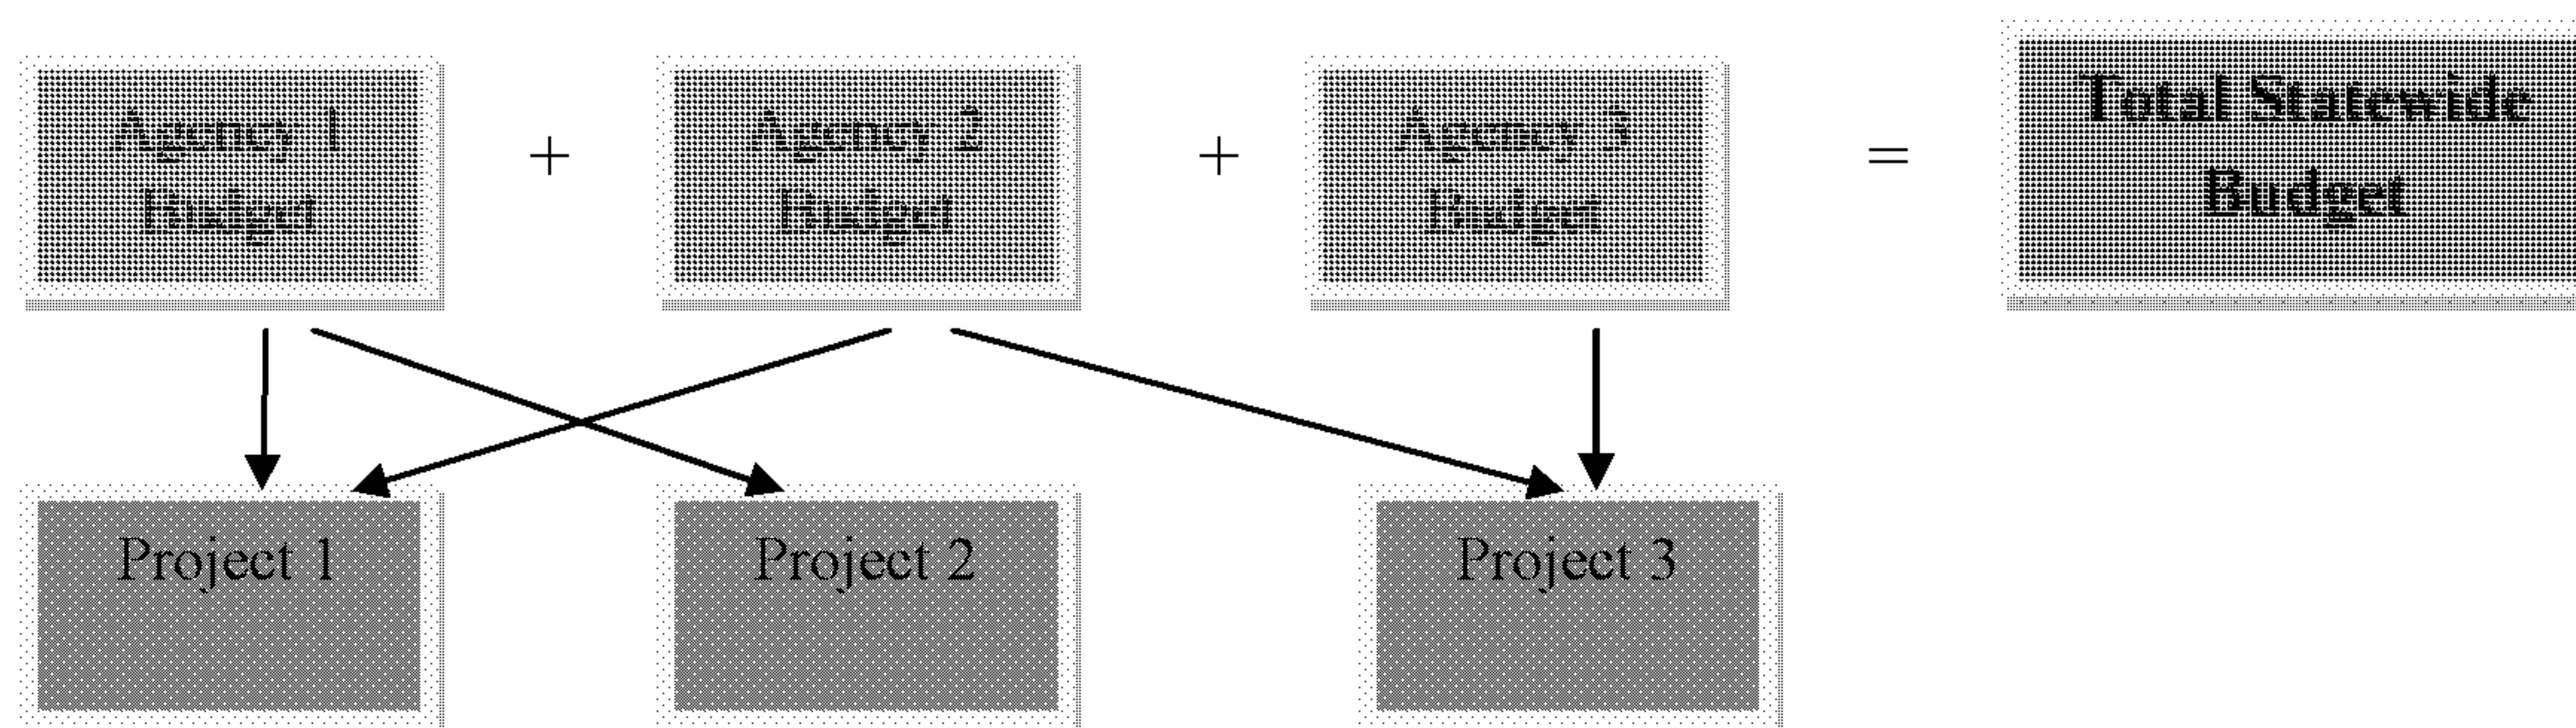 Agency 1
Budget
+
Agency 2
Budget
+
Agency 3
Budget
=
Total Statewide
Budget
Project 1
Project 2
Project 3